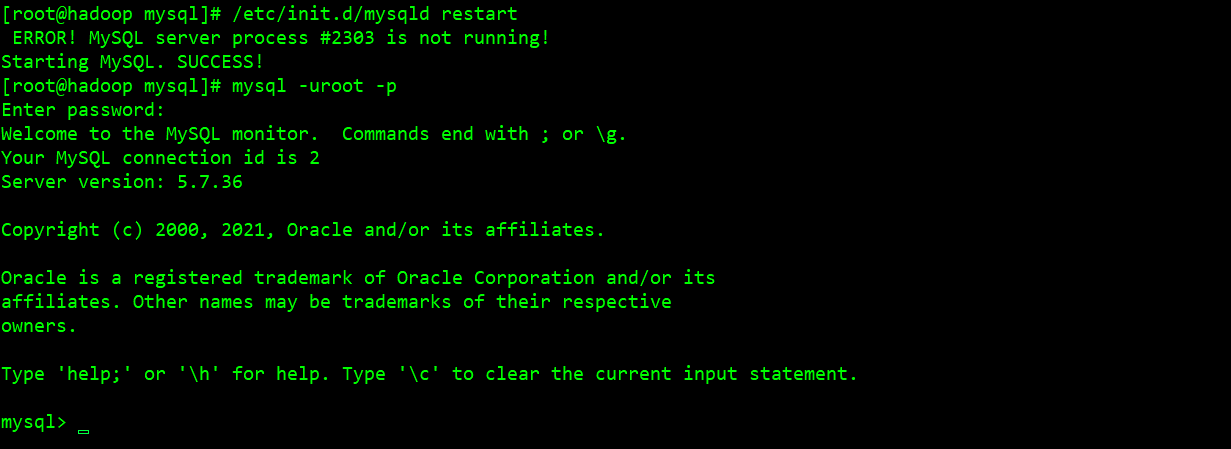 [root@hadoop mysql]# /etc/init.d/mysqld restart
 ERROR! MySQL server process #2303 is not running!
Starting MySQL. SUCCESS!
[root@hadoop mysql]# mysql -uroot -p
Enter password:
Welcome to the MySQL monitor.  Commands end with ; or \g.
Your MySQL connection id is 2
Server version: 5.7.36

Copyright (c) 2000, 2021, Oracle and/or its affiliates.

Oracle is a registered trademark of Oracle Corporation and/or its
affiliates. Other names may be trademarks of their respective
owners.

Type 'help;' or '\h' for help. Type '\c' to clear the current input statement.

mysql>